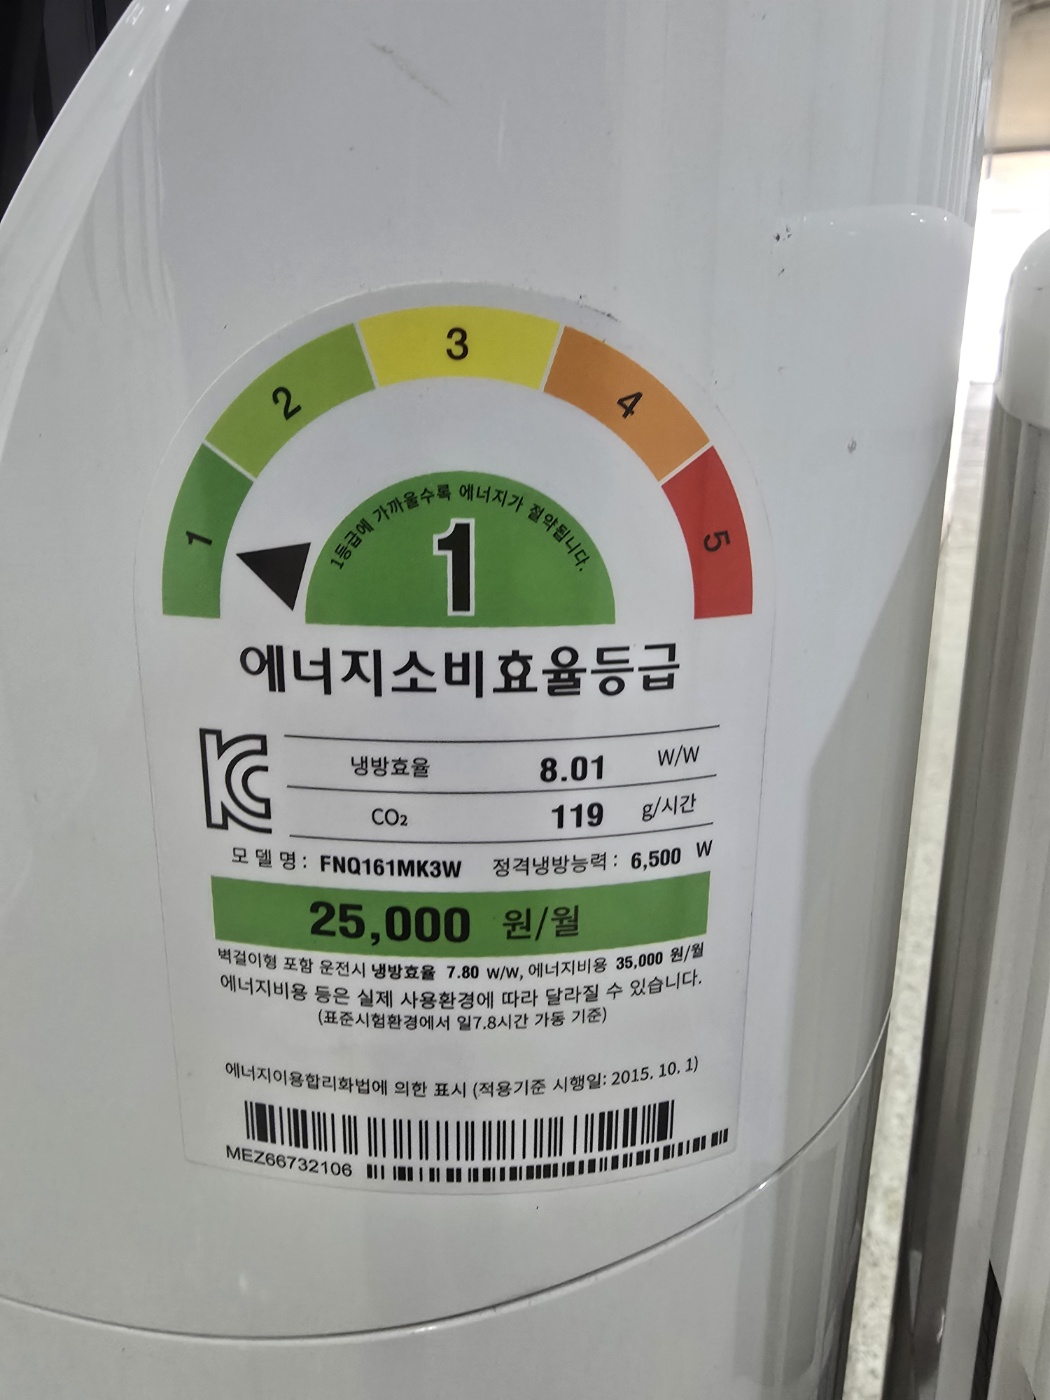 1 2 3 4 5
1등급에 가까울수록 에너지가 절약됩니다.
1
에너지소비효율등급
냉방효율 8.01 W/W
CO₂ 119 g/시간
모델명: FNQ161MK3W 정격냉방능력: 6,500 W
25,000 원/월
벽걸이형 포함 운전시 냉방효율 7.80 W/W, 에너지비용 35,000 원/월
에너지비용 등은 실제 사용환경에 따라 달라질 수 있습니다.
(표준시험환경에서 일7.8시간 가동 기준)
에너지이용합리화법에 의한 표시 (적용기준 시행일: 2015. 10. 1)
MEZ66732106